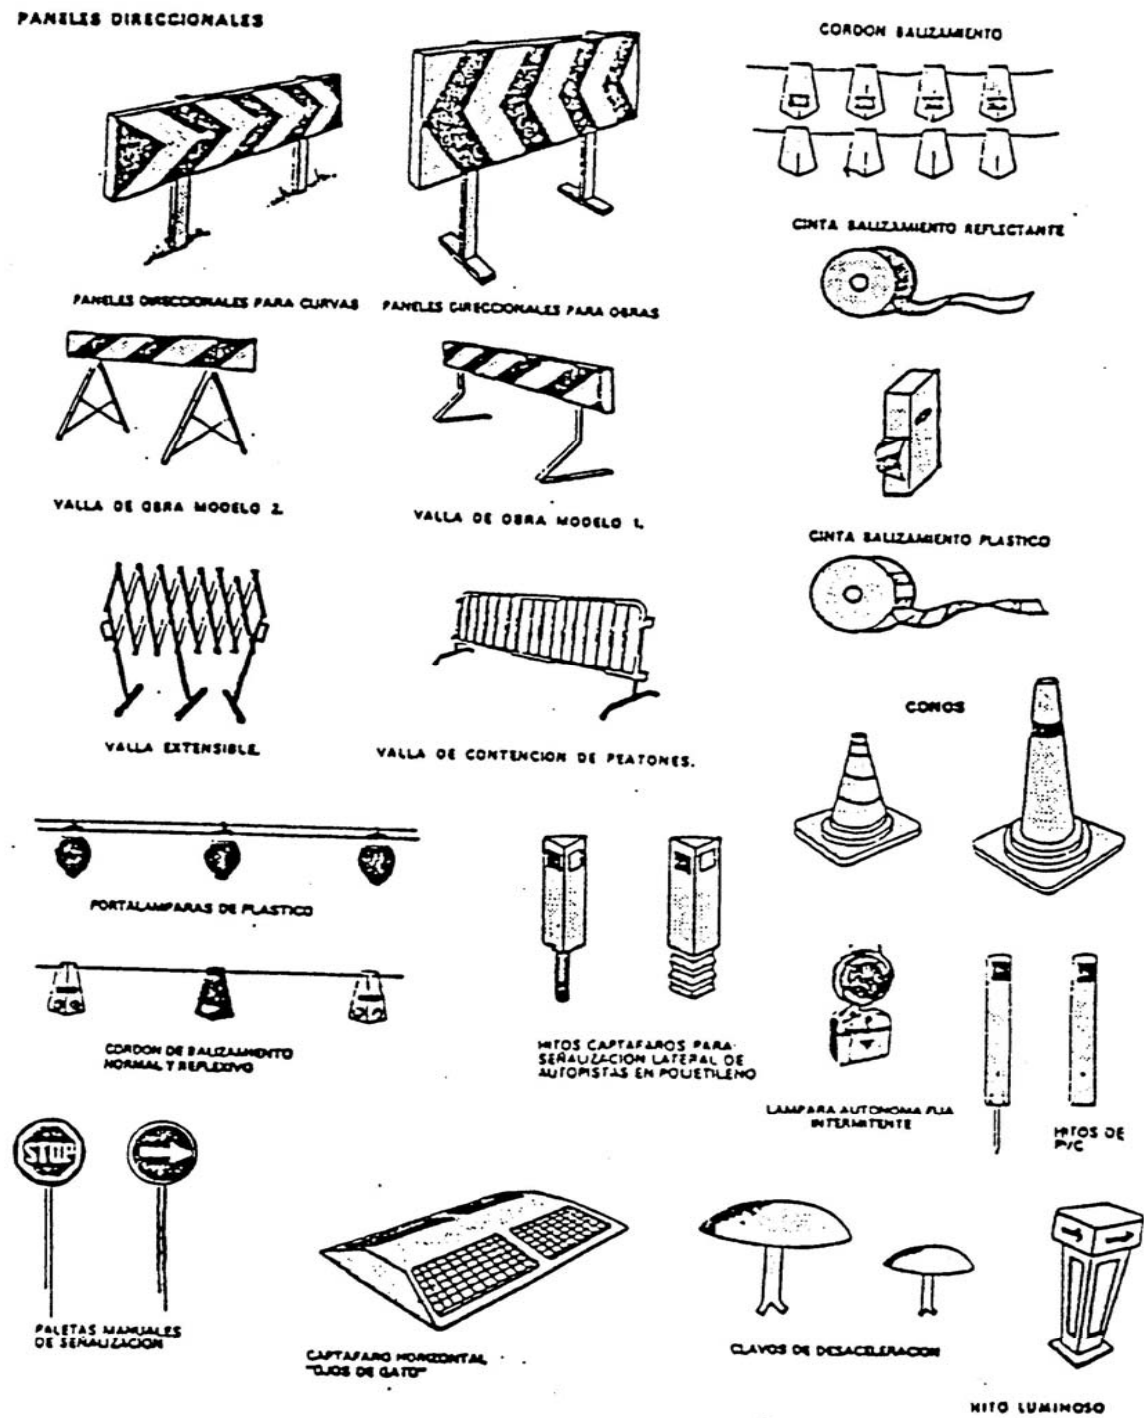 PANELES DIRECCIONALES
CORDON BALIZAMIENTO
CINTA BALIZAMIENTO REFLECTANTE
PANELES DIRECCIONALES PARA CURVAS
PANELES DIRECCIONALES PARA OBRAS
VALLA DE OBRA MODELO 2.
VALLA DE OBRA MODELO 1.
CINTA BALIZAMIENTO PLASTICO
VALLA EXTENSIBLE.
VALLA DE CONTENCION DE PEATONES.
CONOS
PORTALAMPARAS DE PLASTICO
CORDON DE BALIZAMIENTO
NORMAL Y REFLEXIVO
HITOS CAPTAFAROS PARA
SEÑALIZACION LATERAL DE
AUTOPISTAS EN POLIETILENO
LAMPARA AUTONOMA FIJA
INTERMITENTE
HITOS DE
PVC
STOP
PALETAS MANUALES
DE SEÑALIZACION
CAPTAFARO HORIZONTAL
"OJOS DE GATO"
CLAVOS DE DESACELERACION
HITO LUMINOSO